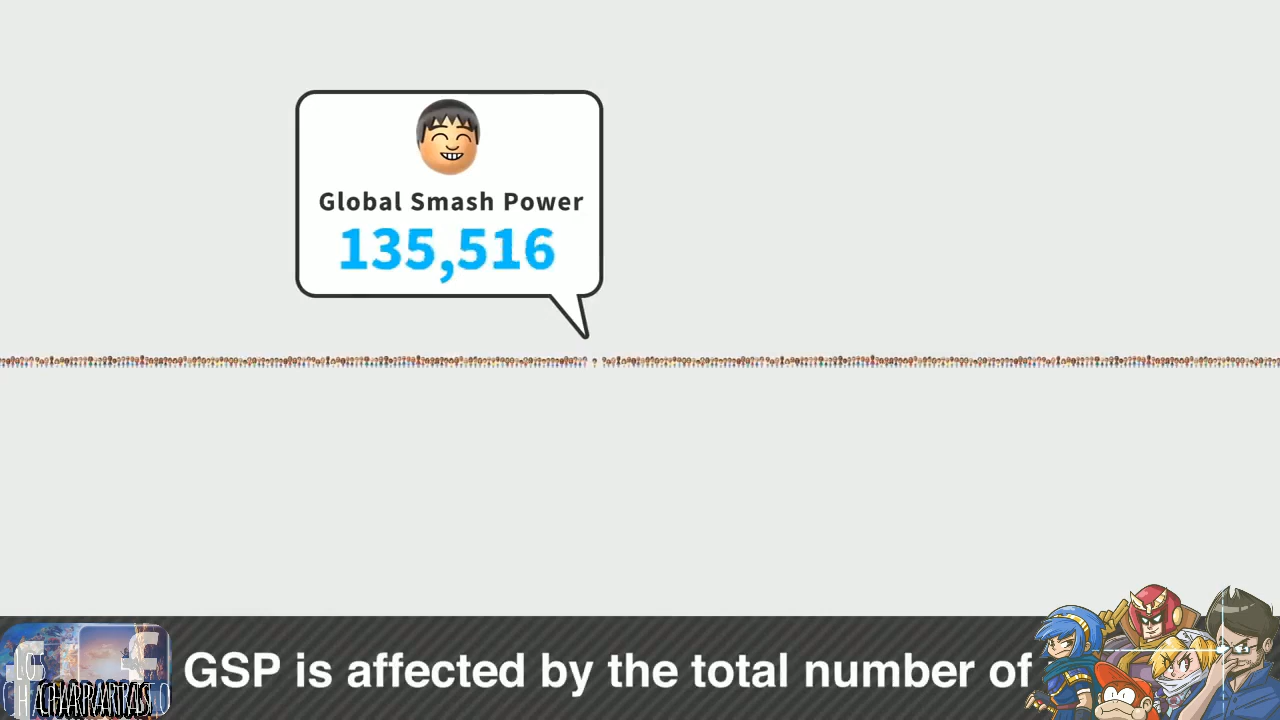 Global Smash Power
135,516
GSP is affected by the total number of